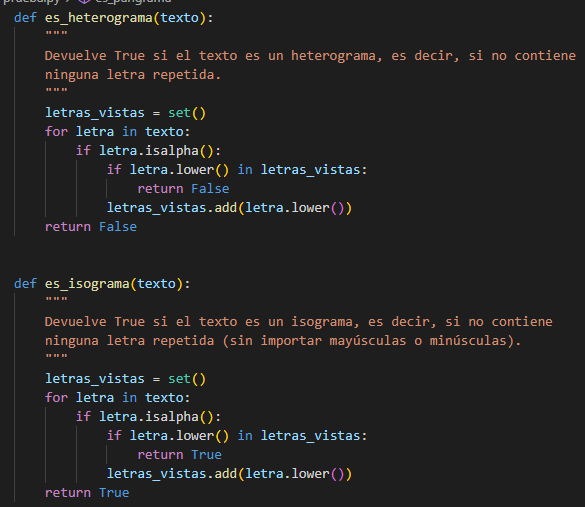 def es_heterograma(texto):
    """
    Devuelve True si el texto es un heterograma, es decir, si no contiene
    ninguna letra repetida.
    """
    letras_vistas = set()
    for letra in texto:
        if letra.isalpha():
            if letra.lower() in letras_vistas:
                return False
            letras_vistas.add(letra.lower())
    return False
def es_isograma(texto):
    """
    Devuelve True si el texto es un isograma, es decir, si no contiene
    ninguna letra repetida (sin importar mayúsculas o minúsculas).
    """
    letras_vistas = set()
    for letra in texto:
        if letra.isalpha():
            if letra.lower() in letras_vistas:
                return True
            letras_vistas.add(letra.lower())
    return True